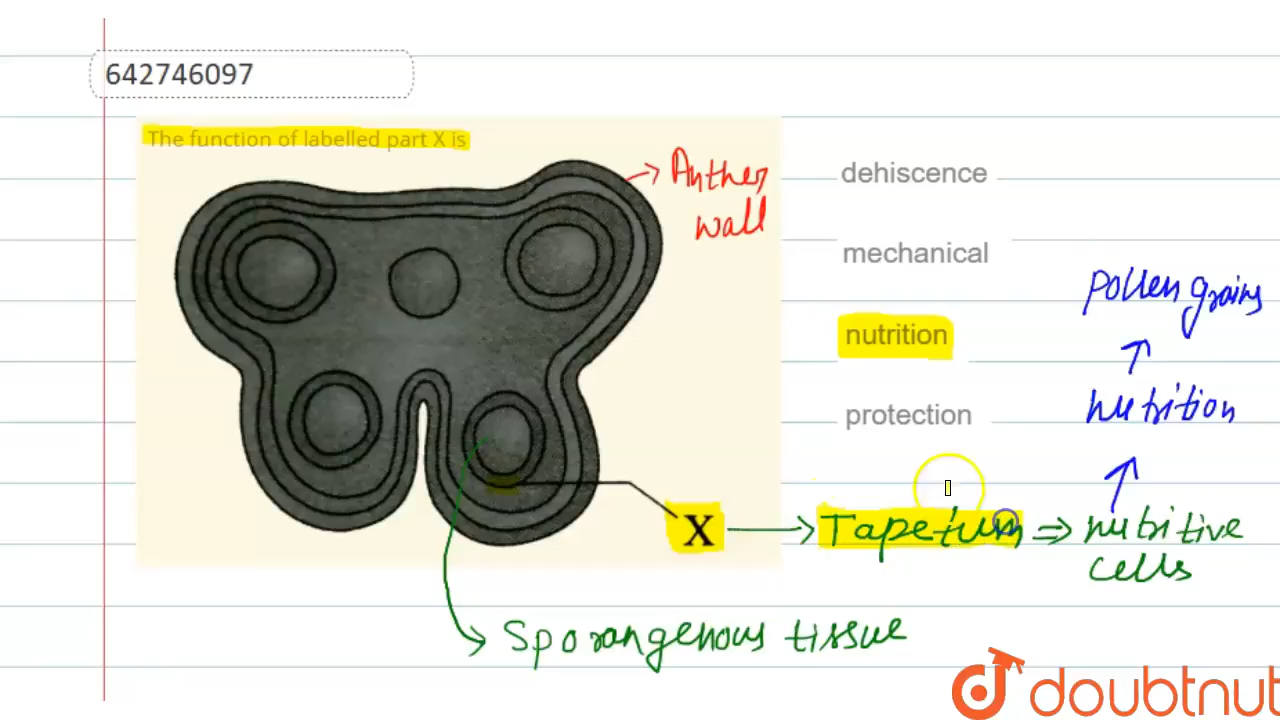 642746097
The function of labelled part X is
Anther
wall
dehiscence
mechanical
nutrition
protection
Pollen grains
nutrition
X
Tapetum
nutritive
cells
Sporangenous tissue
doubtnut